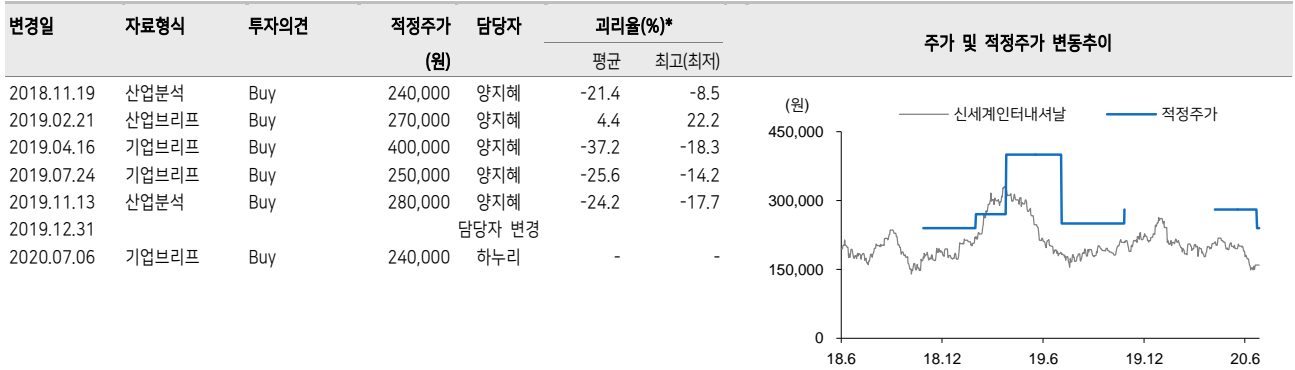 변경일 자료형식 투자의견 적정주가 담당자 괴리율(%)*
(원) 평균 최고(최저)
2018.11.19 산업분석 Buy 240,000 양지혜 -21.4 -8.5
2019.02.21 산업브리프 Buy 270,000 양지혜 4.4 22.2
2019.04.16 기업브리프 Buy 400,000 양지혜 -37.2 -18.3
2019.07.24 기업브리프 Buy 250,000 양지혜 -25.6 -14.2
2019.11.13 산업분석 Buy 280,000 양지혜 -24.2 -17.7
2019.12.31 담당자 변경
2020.07.06 기업브리프 Buy 240,000 하누리 - -
주가 및 적정주가 변동추이
(원)
신세계인터내셔날 적정주가
450,000
300,000
150,000
0
18.6 18.12 19.6 19.12 20.6